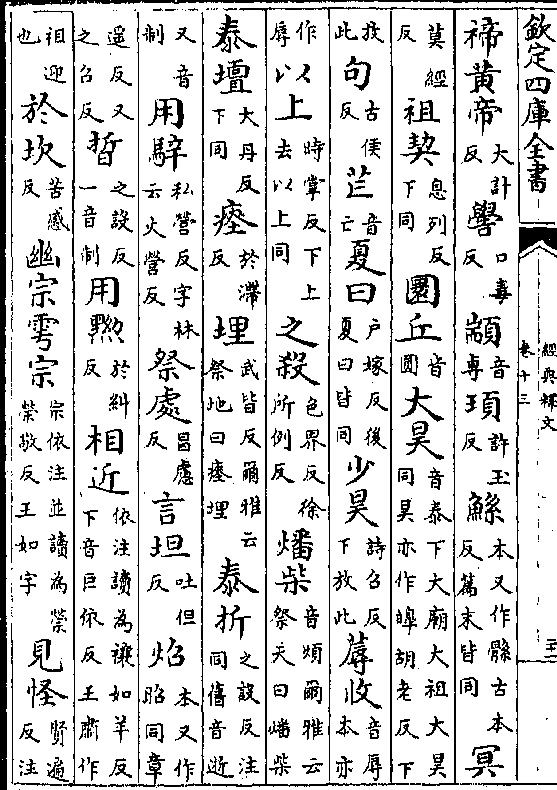 欽定四庫全書
經典釋文
卷十三
禘黄帝大計反嚳口毒反顓音專項許玉反鯀本又作鮌古本反篇末皆同冥
莫經反祖契息列反下同圜丘音圓大昊音泰下大廟大祖大昊同昊亦作皥胡老反下
放此句古侯反芒音亡夏曰户嫁反後夏曰皆同少昊詩召反下放此蓐收音辱本亦
作辱以上時掌反下上去以上同之殺色界反徐所例反燔柴音煩爾雅云祭天曰燔柴
泰壇大丹反下同瘞於滯反埋武皆反爾雅云祭地曰瘞埋泰折之設反注同舊音逝
又音制用騂私營反字林云火營反祭處昌慮反言坦吐但反炤本又作昭同章
遥反又之召反晢之設反一音制用黝於糾反相近依注讀為禳如羊反下音巨依反王肅作
祖迎也於坎苦感反幽宗雩宗宗依注並讀為禜榮敬反王如字見怪賢遍反注